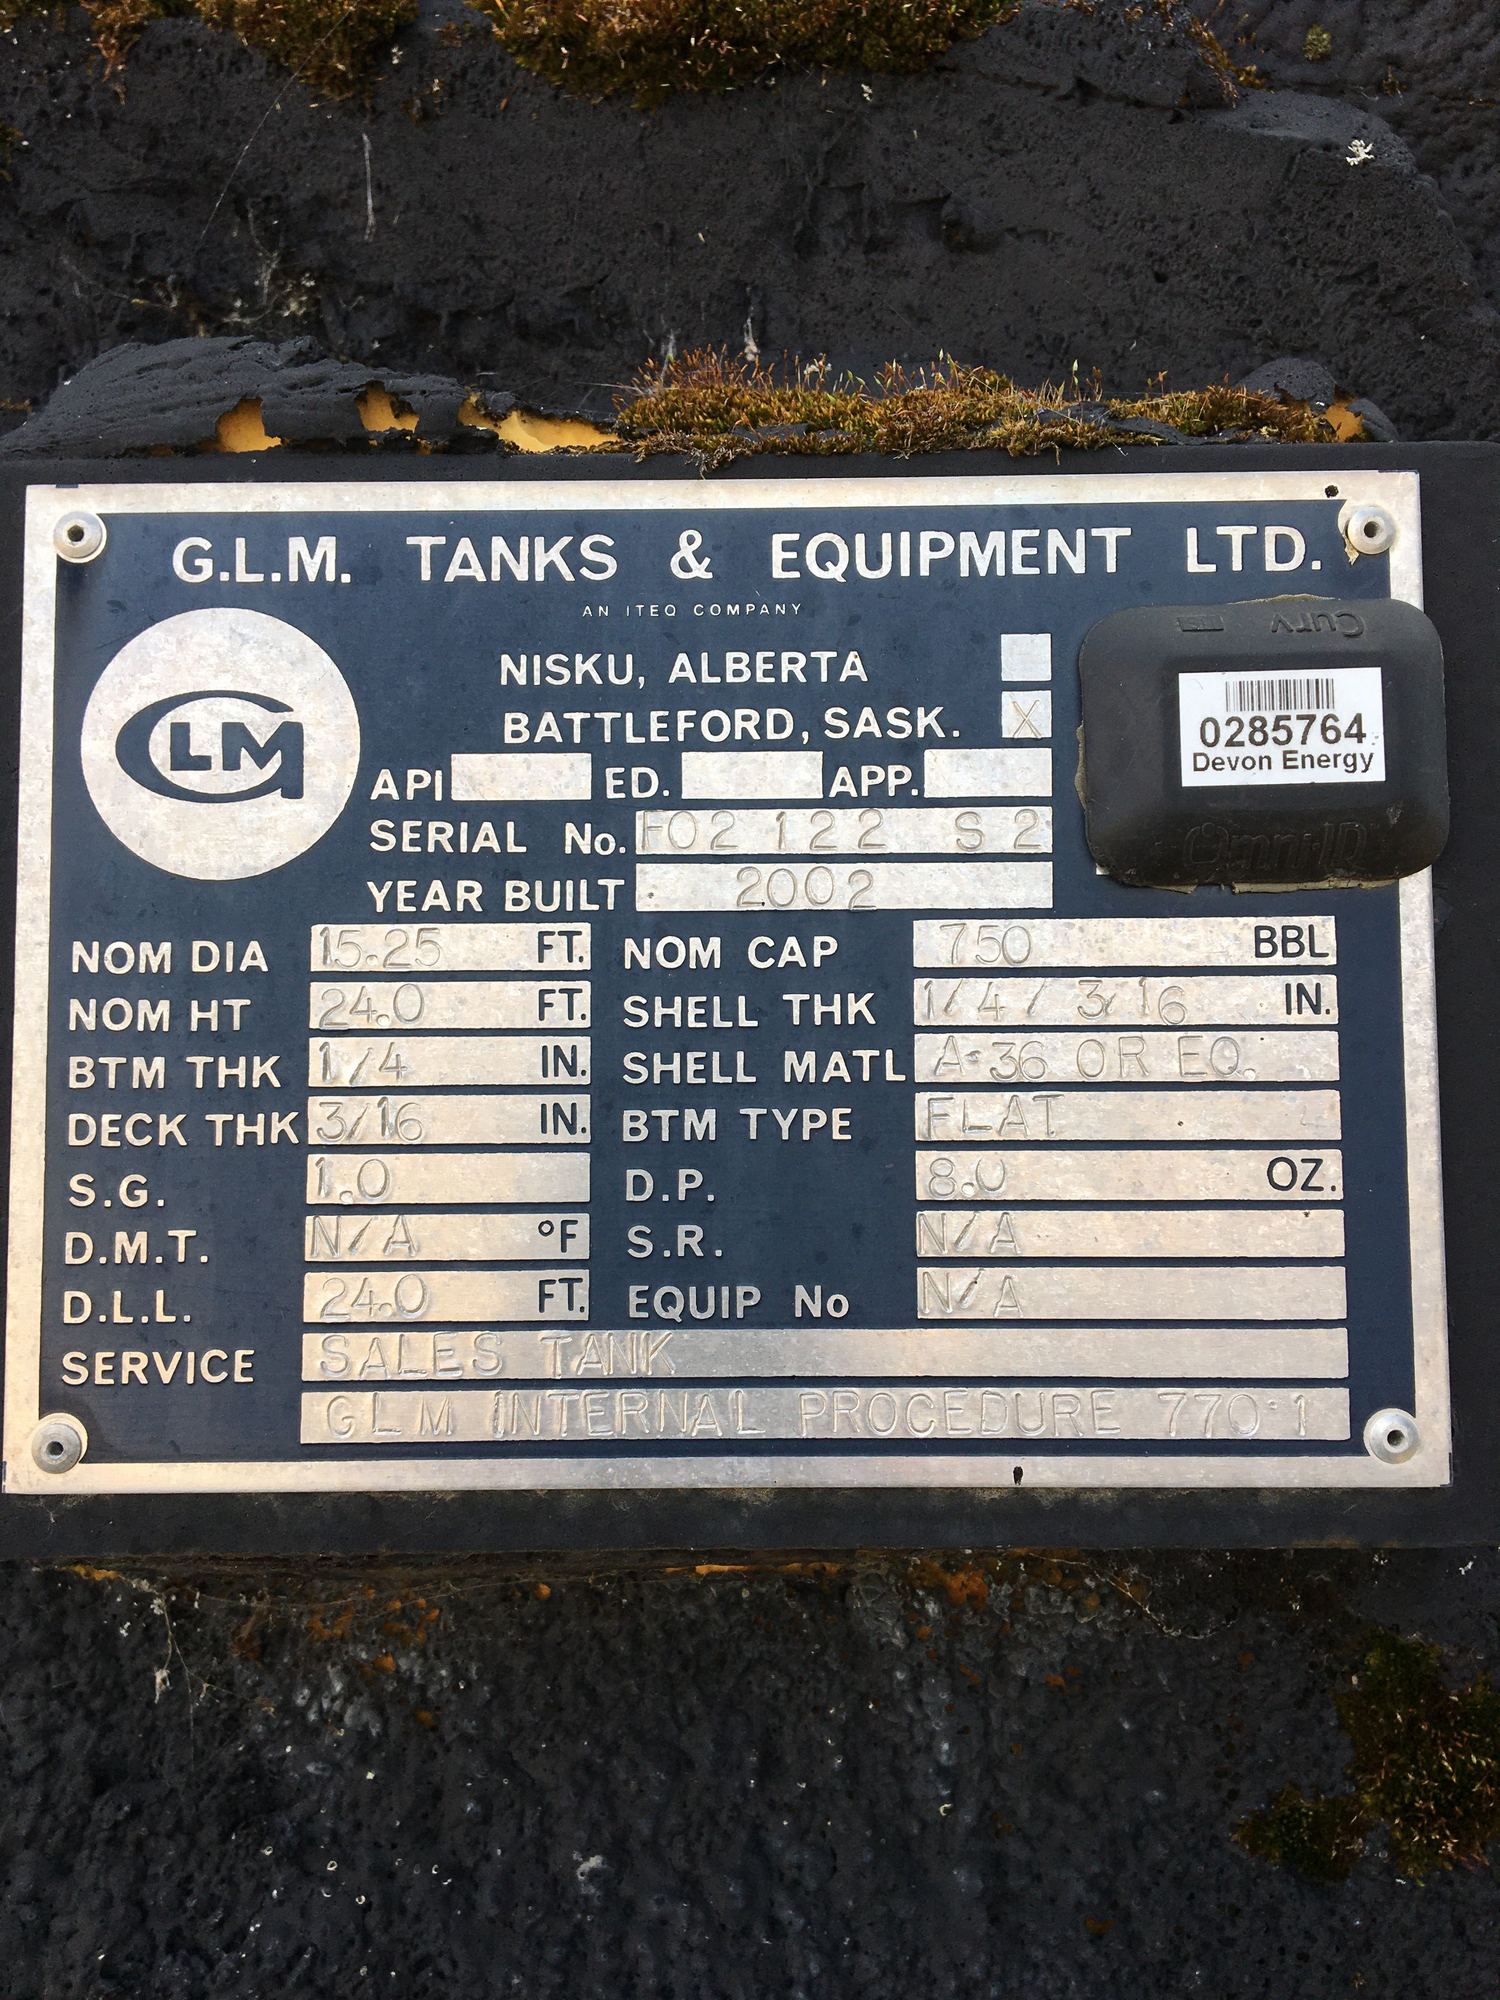 G.L.M. TANKS & EQUIPMENT LTD.
AN ITEQ COMPANY
GLM
NISKU, ALBERTA
BATTLEFORD, SASK. X
API ED. APP.
SERIAL No. F02 122 S2
YEAR BUILT 2002
Curv
0285764
Devon Energy
Omni-ID
NOM DIA 15.25 FT. NOM CAP 750 BBL
NOM HT 24.0 FT. SHELL THK 1/4 / 3/16 IN.
BTM THK 1/4 IN. SHELL MATL A-36 OR EQ.
DECK THK 3/16 IN. BTM TYPE FLAT
S.G. 1.0 D.P. 8.0 OZ.
D.M.T. N/A °F S.R. N/A
D.L.L. 24.0 FT. EQUIP No N/A
SERVICE SALES TANK
GLM INTERNAL PROCEDURE 770-1